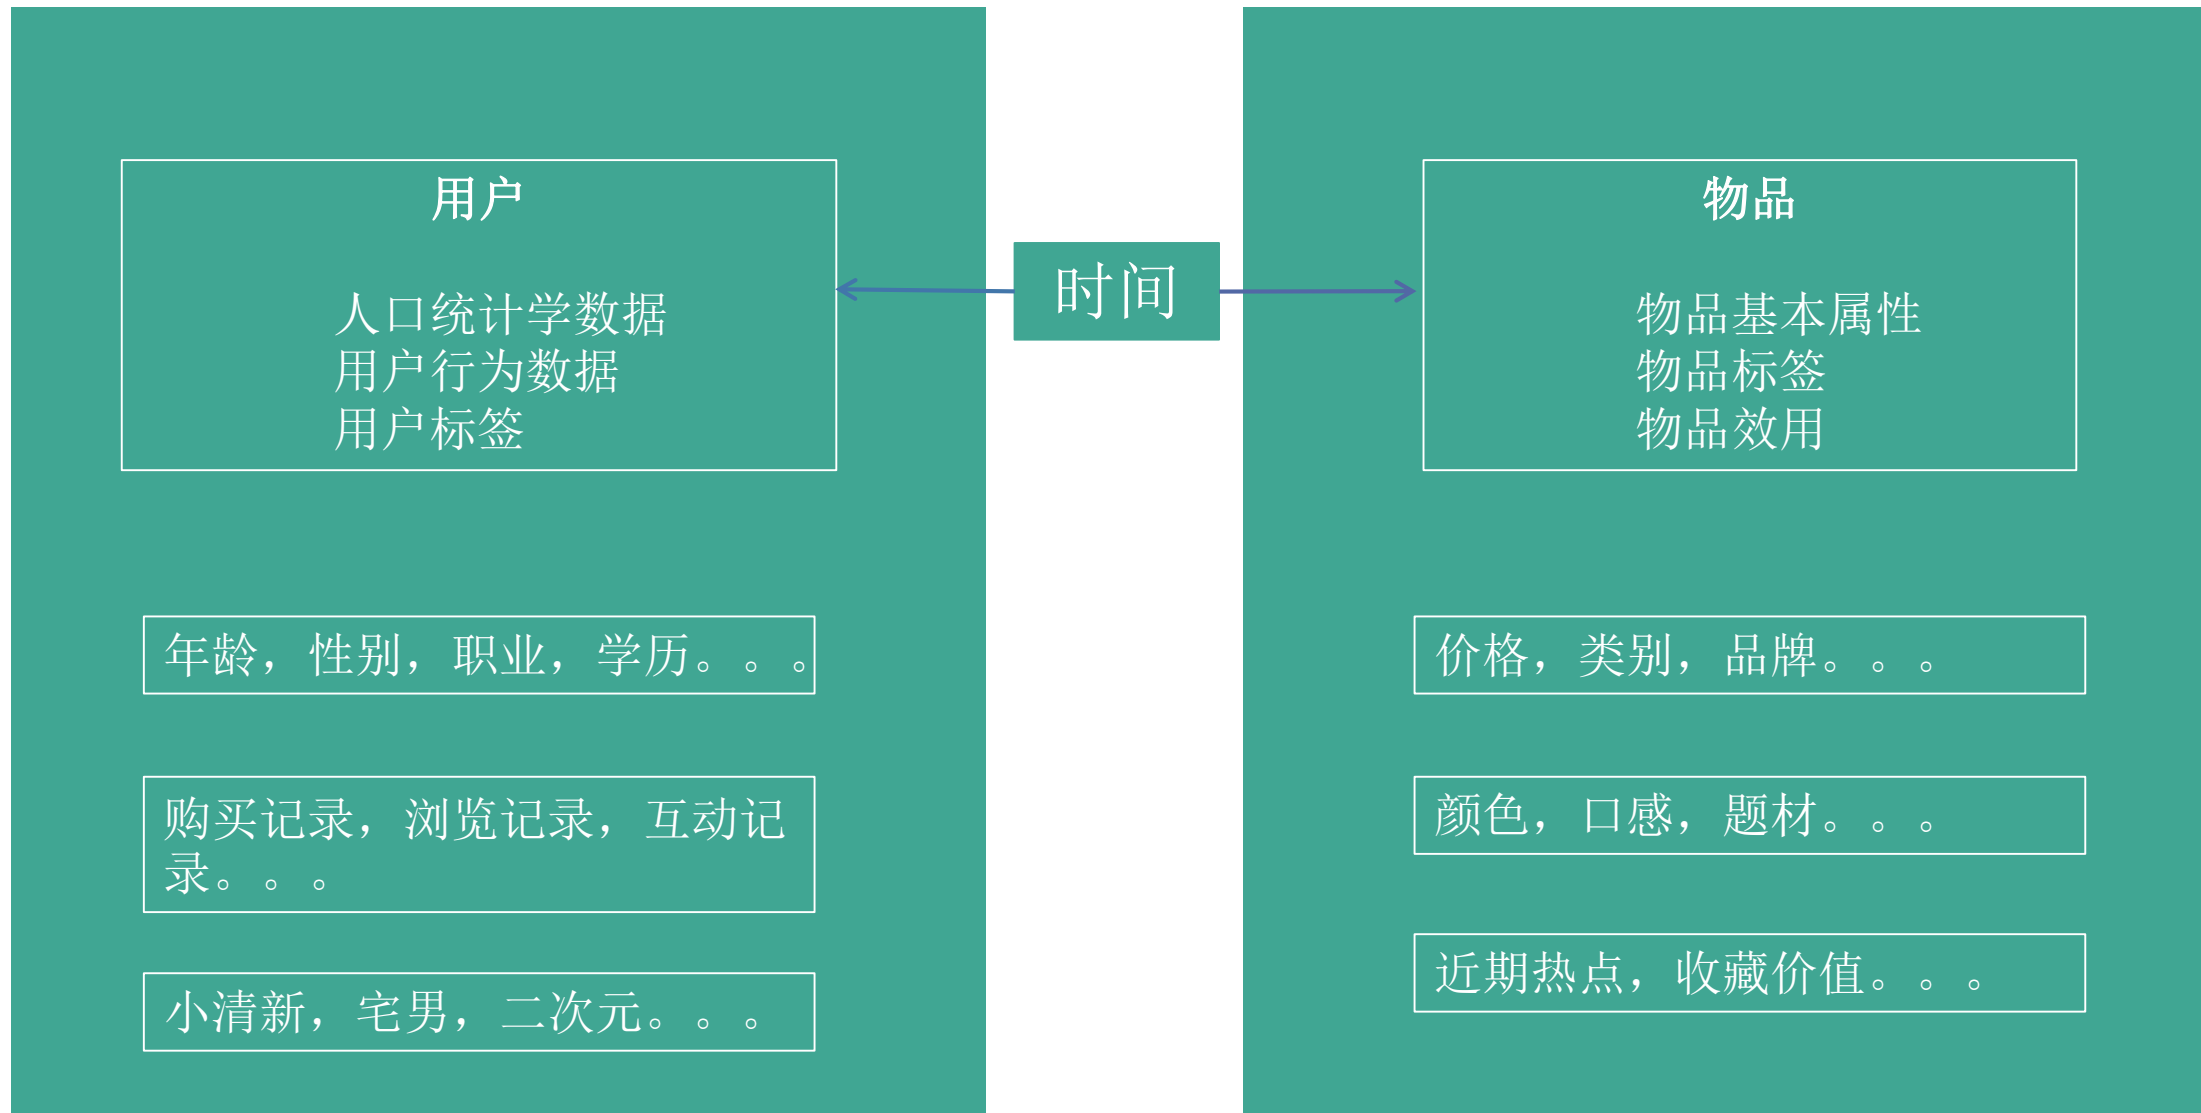 用户
人口统计学数据
用户行为数据
用户标签
年龄，性别，职业，学历。。。
购买记录，浏览记录，互动记
录。。。
小清新，宅男，二次元。。。
时间
物品
物品基本属性
物品标签
物品效用
价格，类别，品牌。。。
颜色，口感，题材。。。
近期热点，收藏价值。。。